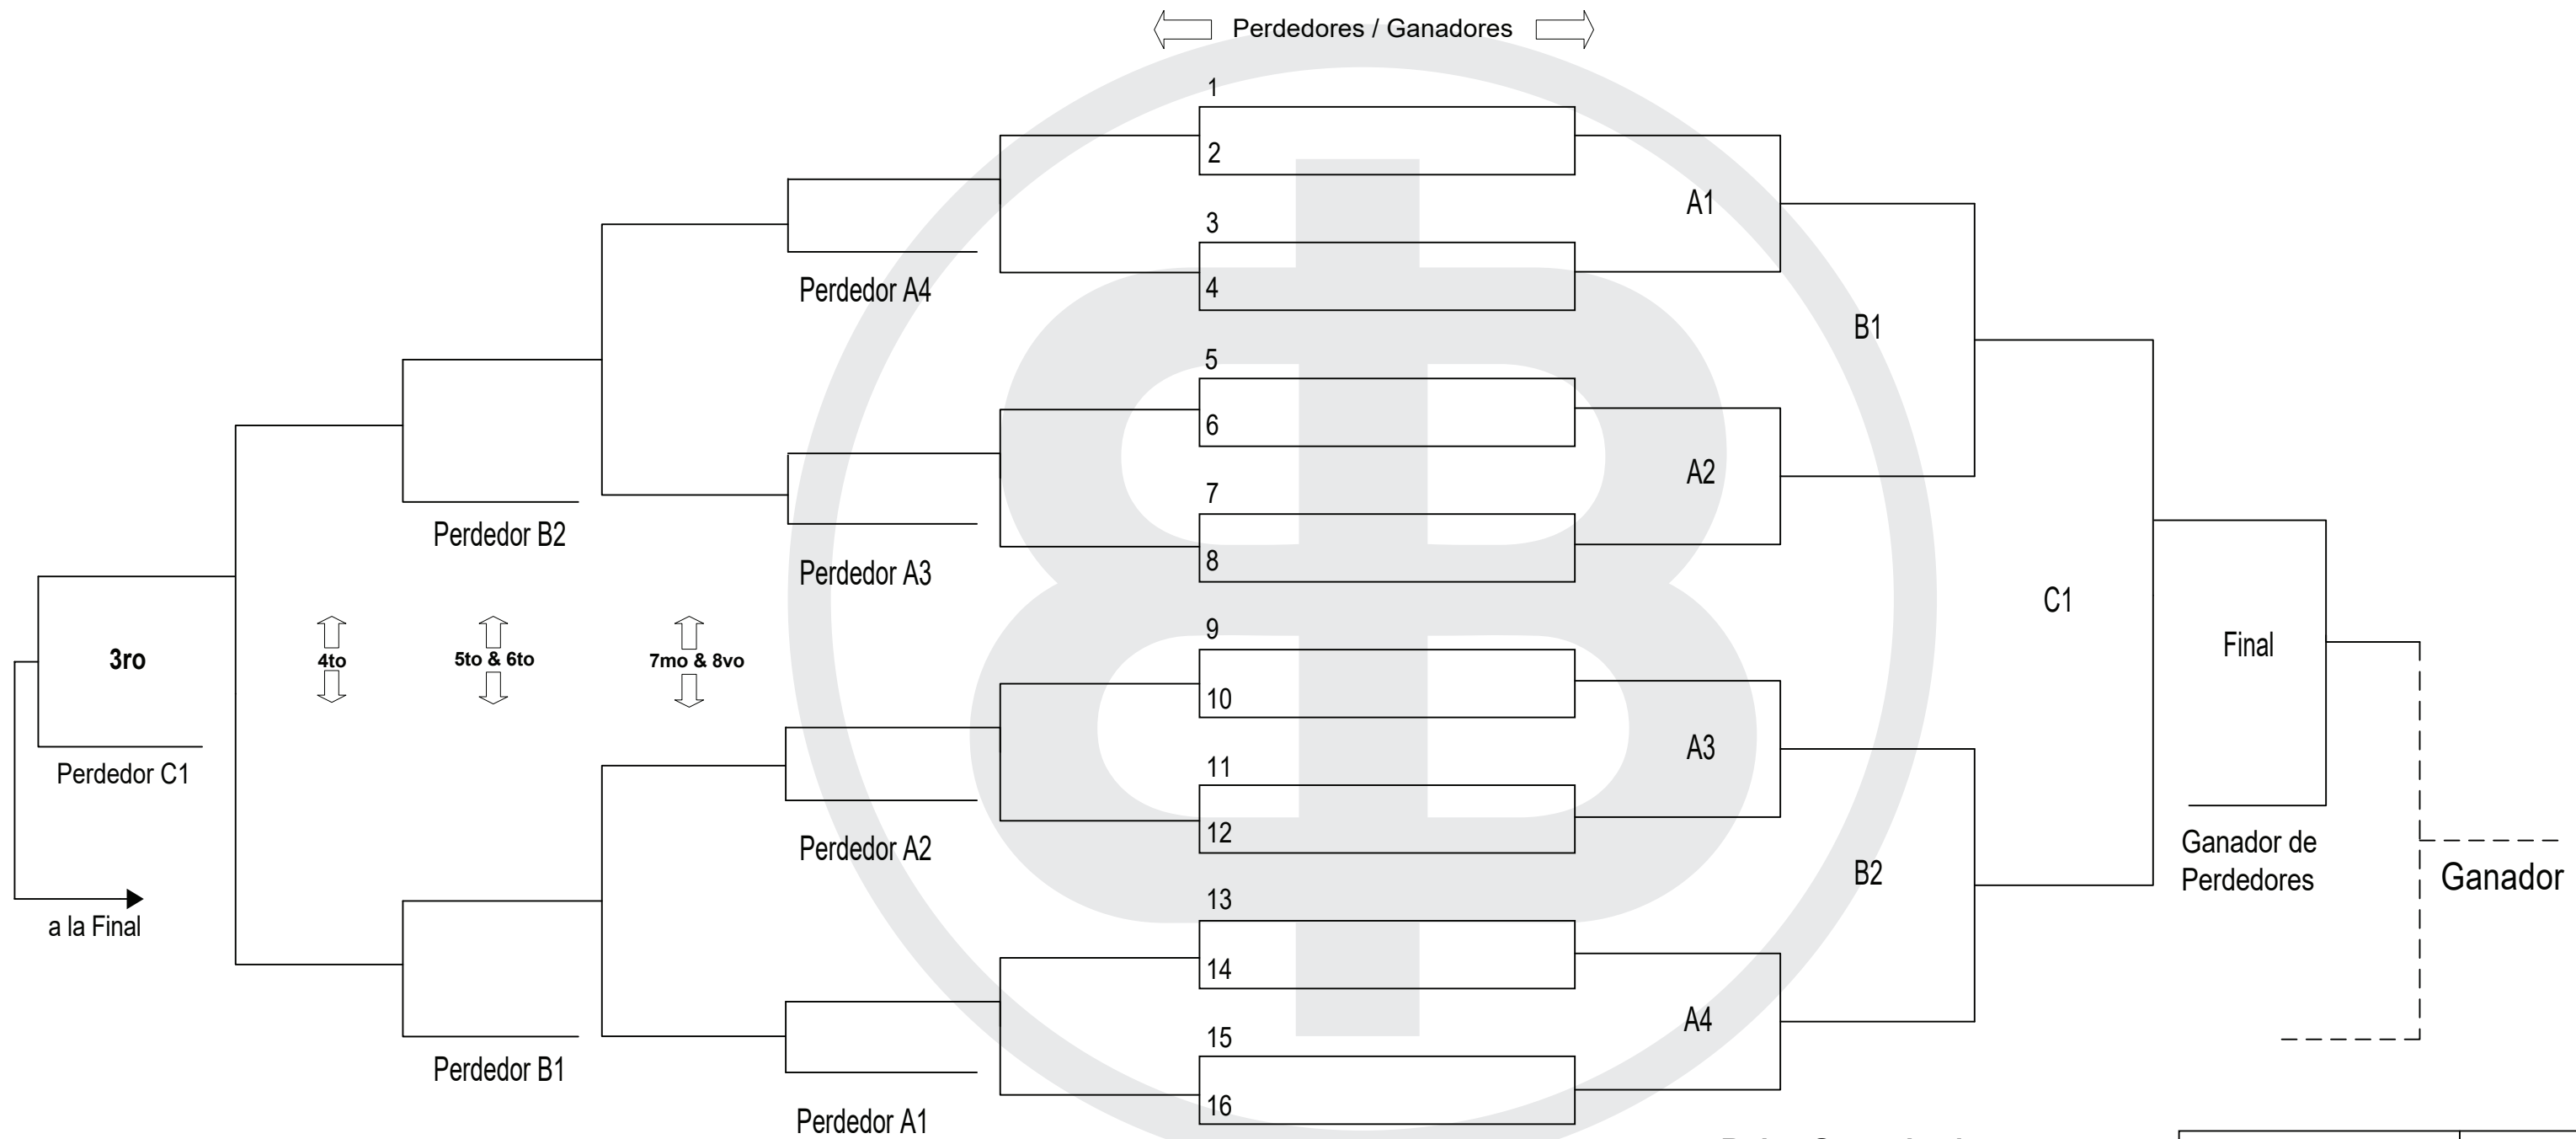 Perdedores / Ganadores
1
2
A1
3
Perdedor A4
4
B1
5
6
A2
7
Perdedor B2
8
Perdedor A3
C1
9
Final
3ro
4to
5to & 6to
7mo & 8vo
10
A3
11
Perdedor C1
12
Perdedor A2
Ganador de
Perdedores
B2
Ganador
13
a la Final
14
A4
15
Perdedor B1
16
Perdedor A1